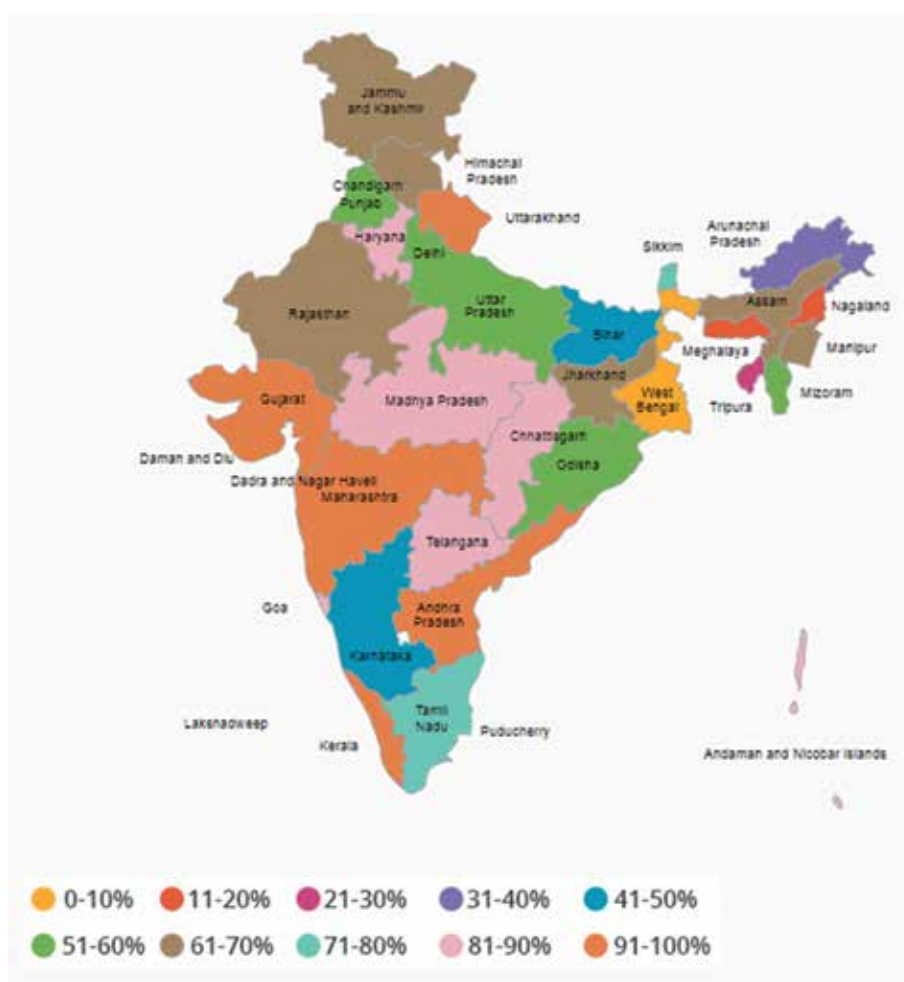 Jammu
and Kashmir
Himachal
Pradesh
Chandigarh
Punjab
Uttarakhand
Haryana
Delhi
Arunachal
Pradesh
Sikkim
Rajasthan
Uttar
Pradesh
Assam
Nagaland
Bihar
Meghalaya
Manipur
Jharkhand
Gujarat
Madhya Pradesh
West
Bengal
Tripura
Mizoram
Chhattisgarh
Daman and Diu
Odisha
Dadra and Nagar Haveli
Maharashtra
Telangana
Goa
Andhra
Pradesh
Karnataka
Tamil
Nadu
Lakshadweep
Puducherry
Kerala
Andaman and Nicobar Islands
0-10% 11-20% 21-30% 31-40% 41-50%
51-60% 61-70% 71-80% 81-90% 91-100%